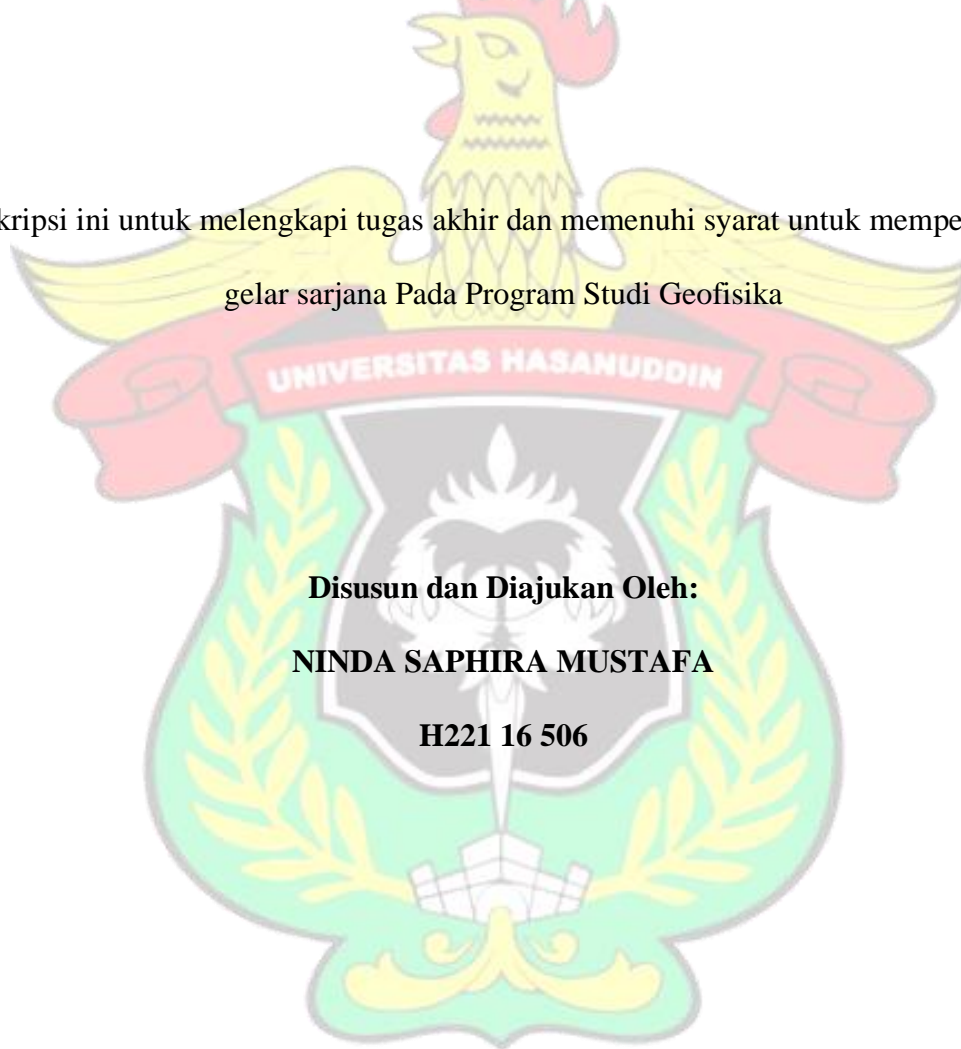 kripsi ini untuk melengkapi tugas akhir dan memenuhi syarat untuk mempe
gelar sarjana Pada Program Studi Geofisika
UNIVERSITAS HASANUDDIN
Disusun dan Diajukan Oleh:
NINDA SAPHIRA MUSTAFA
H221 16 506